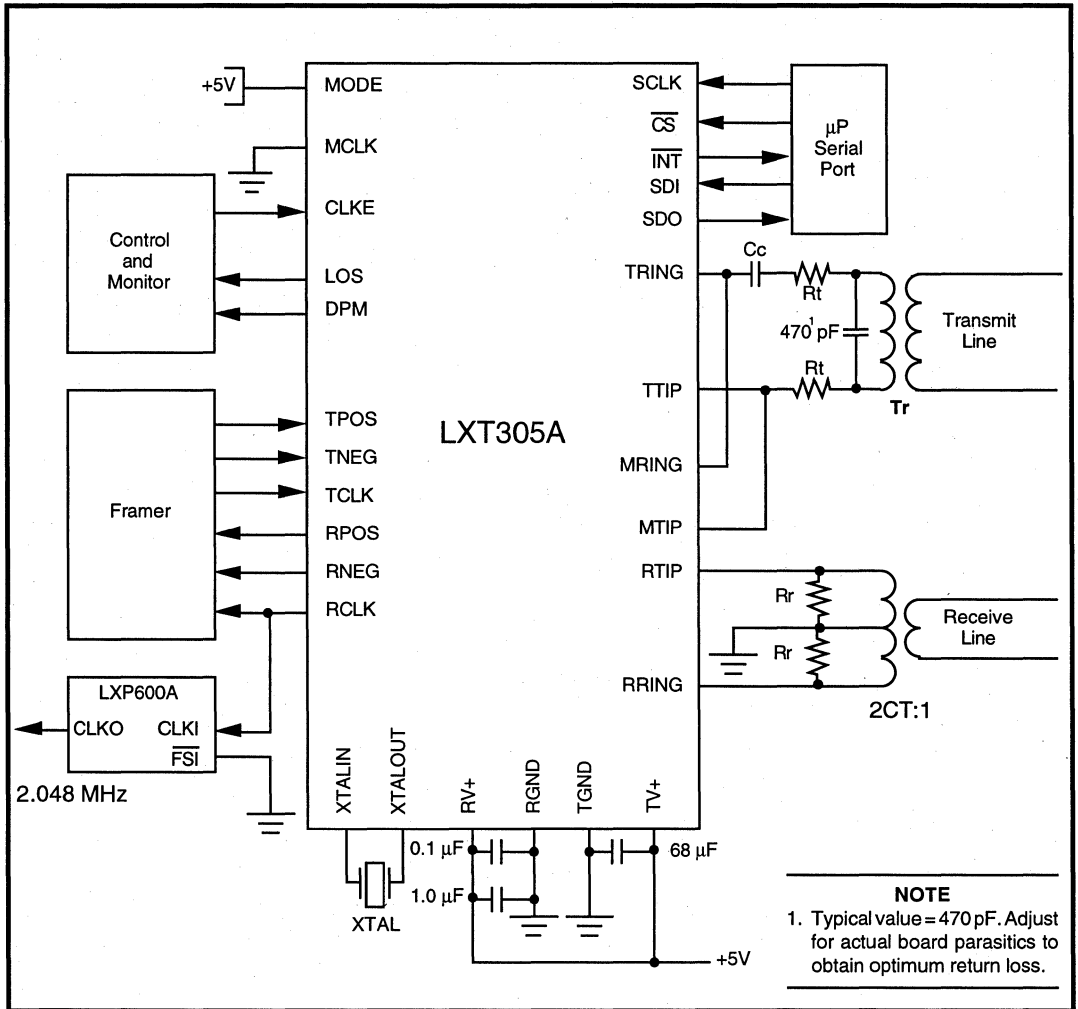 +5V
MODE
MCLK
CLKE
LOS
DPM
Control
and
Monitor
TPOS
TNEG
TCLK
RPOS
RNEG
RCLK
Framer
LXP600A
CLKO
CLKI
FSI
2.048 MHz
LXT305A
SCLK
CS
INT
SDI
SDO
µP
Serial
Port
TRING
Cc
Rt
470¹ pF
Rt
TTIP
Tr
Transmit
Line
MRING
MTIP
RTIP
Rr
Rr
RRING
Receive
Line
2CT:1
XTALIN
XTALOUT
RV+
RGND
TGND
TV+
0.1 µF
1.0 µF
68 µF
XTAL
+5V
NOTE
1. Typical value = 470 pF. Adjust
for actual board parasitics to
obtain optimum return loss.